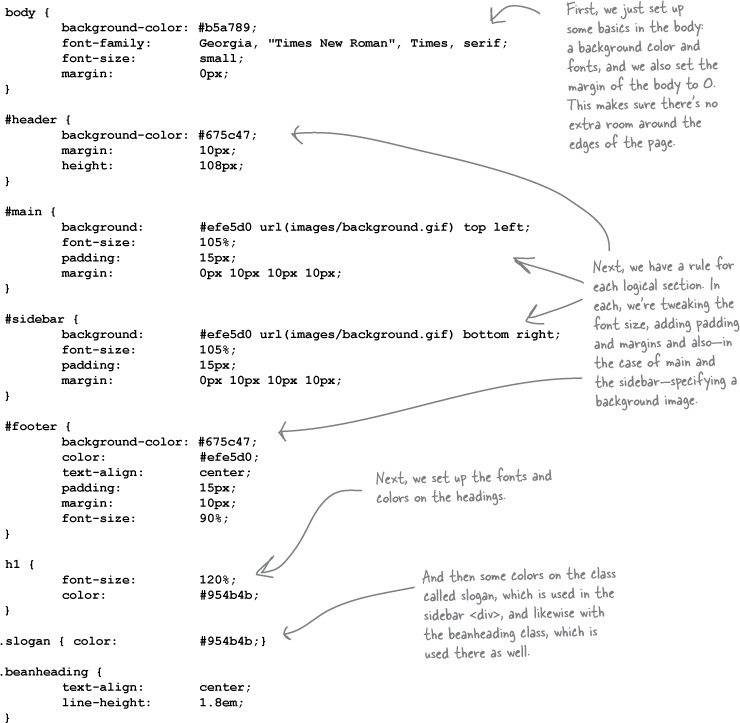 body {
background-color: #b5a789;
font-family: Georgia, "Times New Roman", Times, serif;
font-size: small;
margin: 0px;
}
First, we just set up
some basics in the body:
a background color and
fonts, and we also set the
margin of the body to 0.
This makes sure there's no
extra room around the
edges of the page.
#header {
background-color: #675c47;
margin: 10px;
height: 108px;
}
#main {
background: #efe5d0 url(images/background.gif) top left;
font-size: 105%;
padding: 15px;
margin: 0px 10px 10px 10px;
}
Next, we have a rule for
each logical section. In
each, we're tweaking the
font size, adding padding
and margins and also—in
the case of main and
the sidebar—specifying a
background image.
#sidebar {
background: #efe5d0 url(images/background.gif) bottom right;
font-size: 105%;
padding: 15px;
margin: 0px 10px 10px 10px;
}
#footer {
background-color: #675c47;
color: #efe5d0;
text-align: center;
padding: 15px;
margin: 10px;
font-size: 90%;
}
Next, we set up the fonts and
colors on the headings.
h1 {
font-size: 120%;
color: #954b4b;
}
And then some colors on the class
called slogan, which is used in the
sidebar <div>, and likewise with
the beanheading class, which is
used there as well.
.slogan { color: #954b4b;}
.beanheading {
text-align: center;
line-height: 1.8em;
}